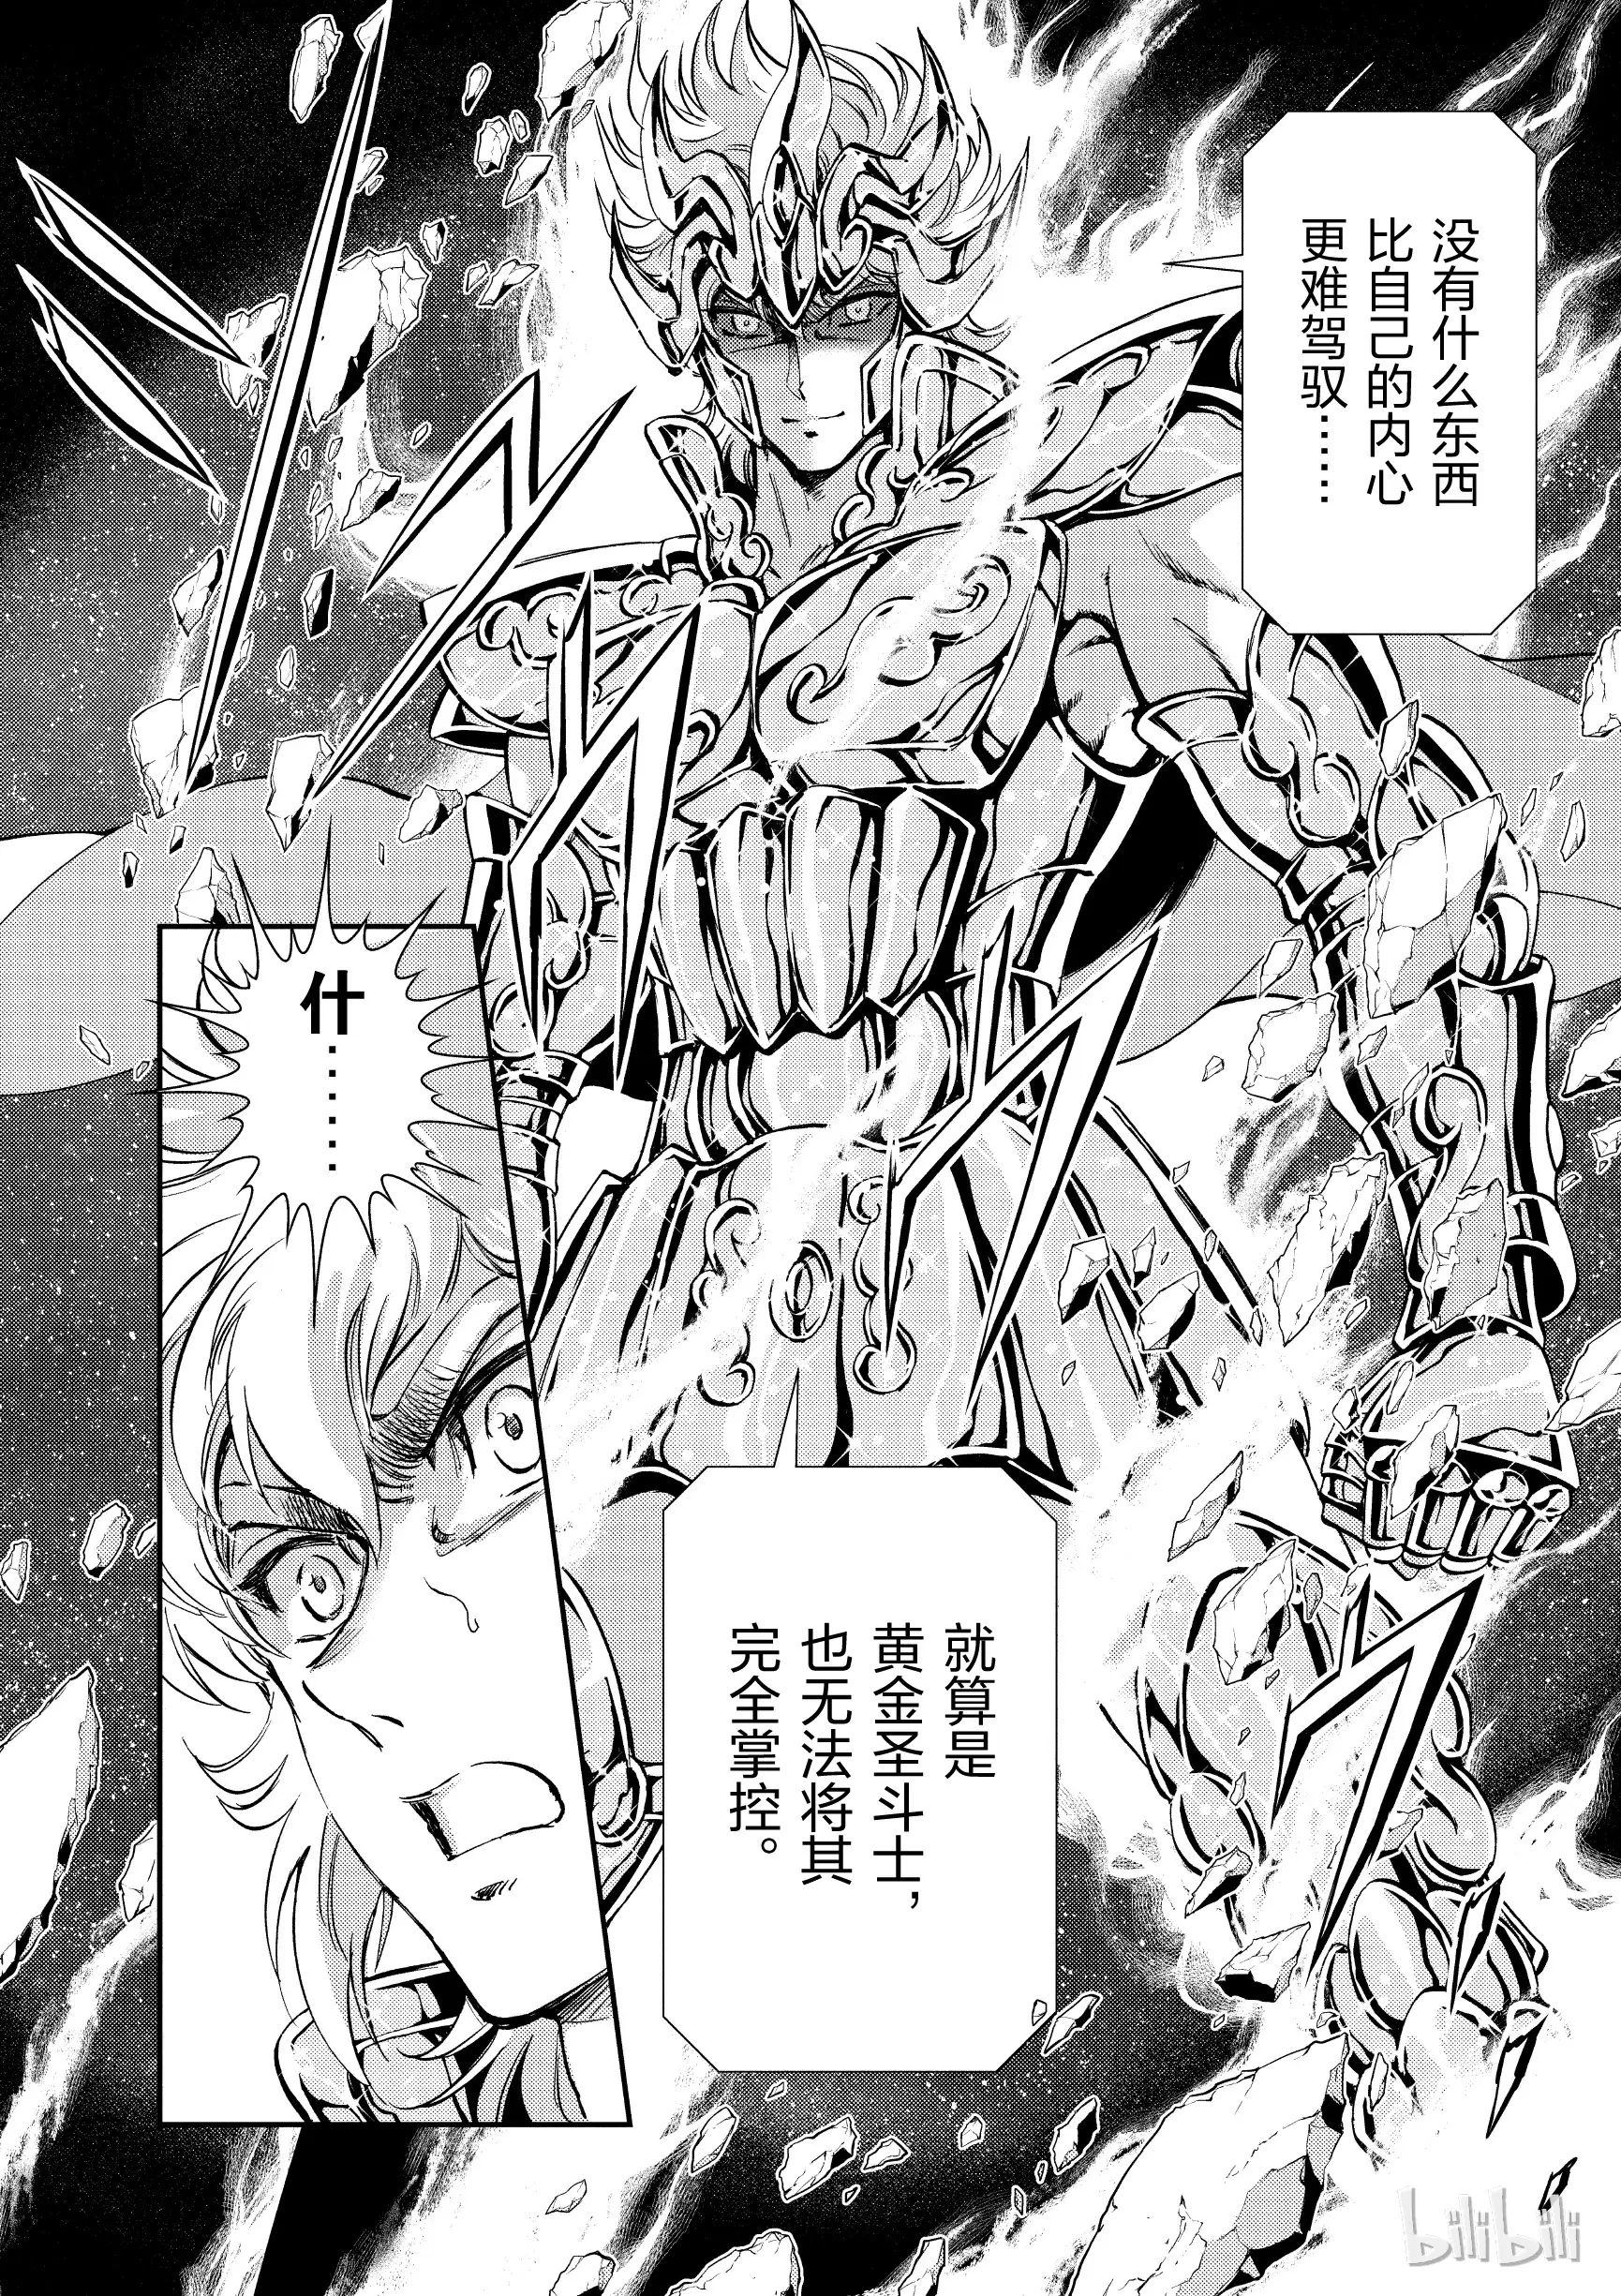 没有什么东西
比自己的内心
更难驾驭……
什……
就算是
黄金圣斗士，
也无法将其
完全掌控。
bilibili